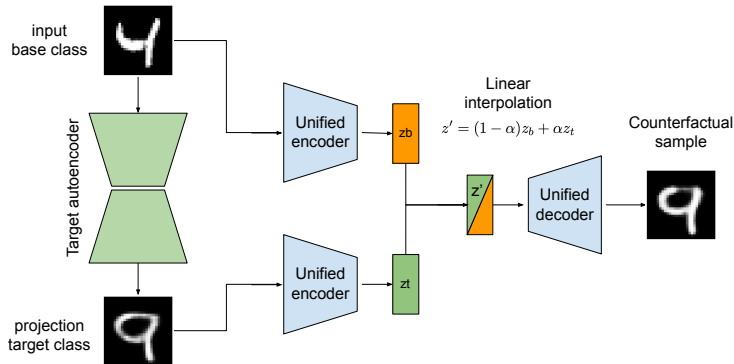 input
base class
Target autoencoder
projection
target class
Unified
encoder
zb
Unified
encoder
zt
Linear
interpolation
z' = (1 − α)z_b + αz_t
z'
Unified
decoder
Counterfactual
sample